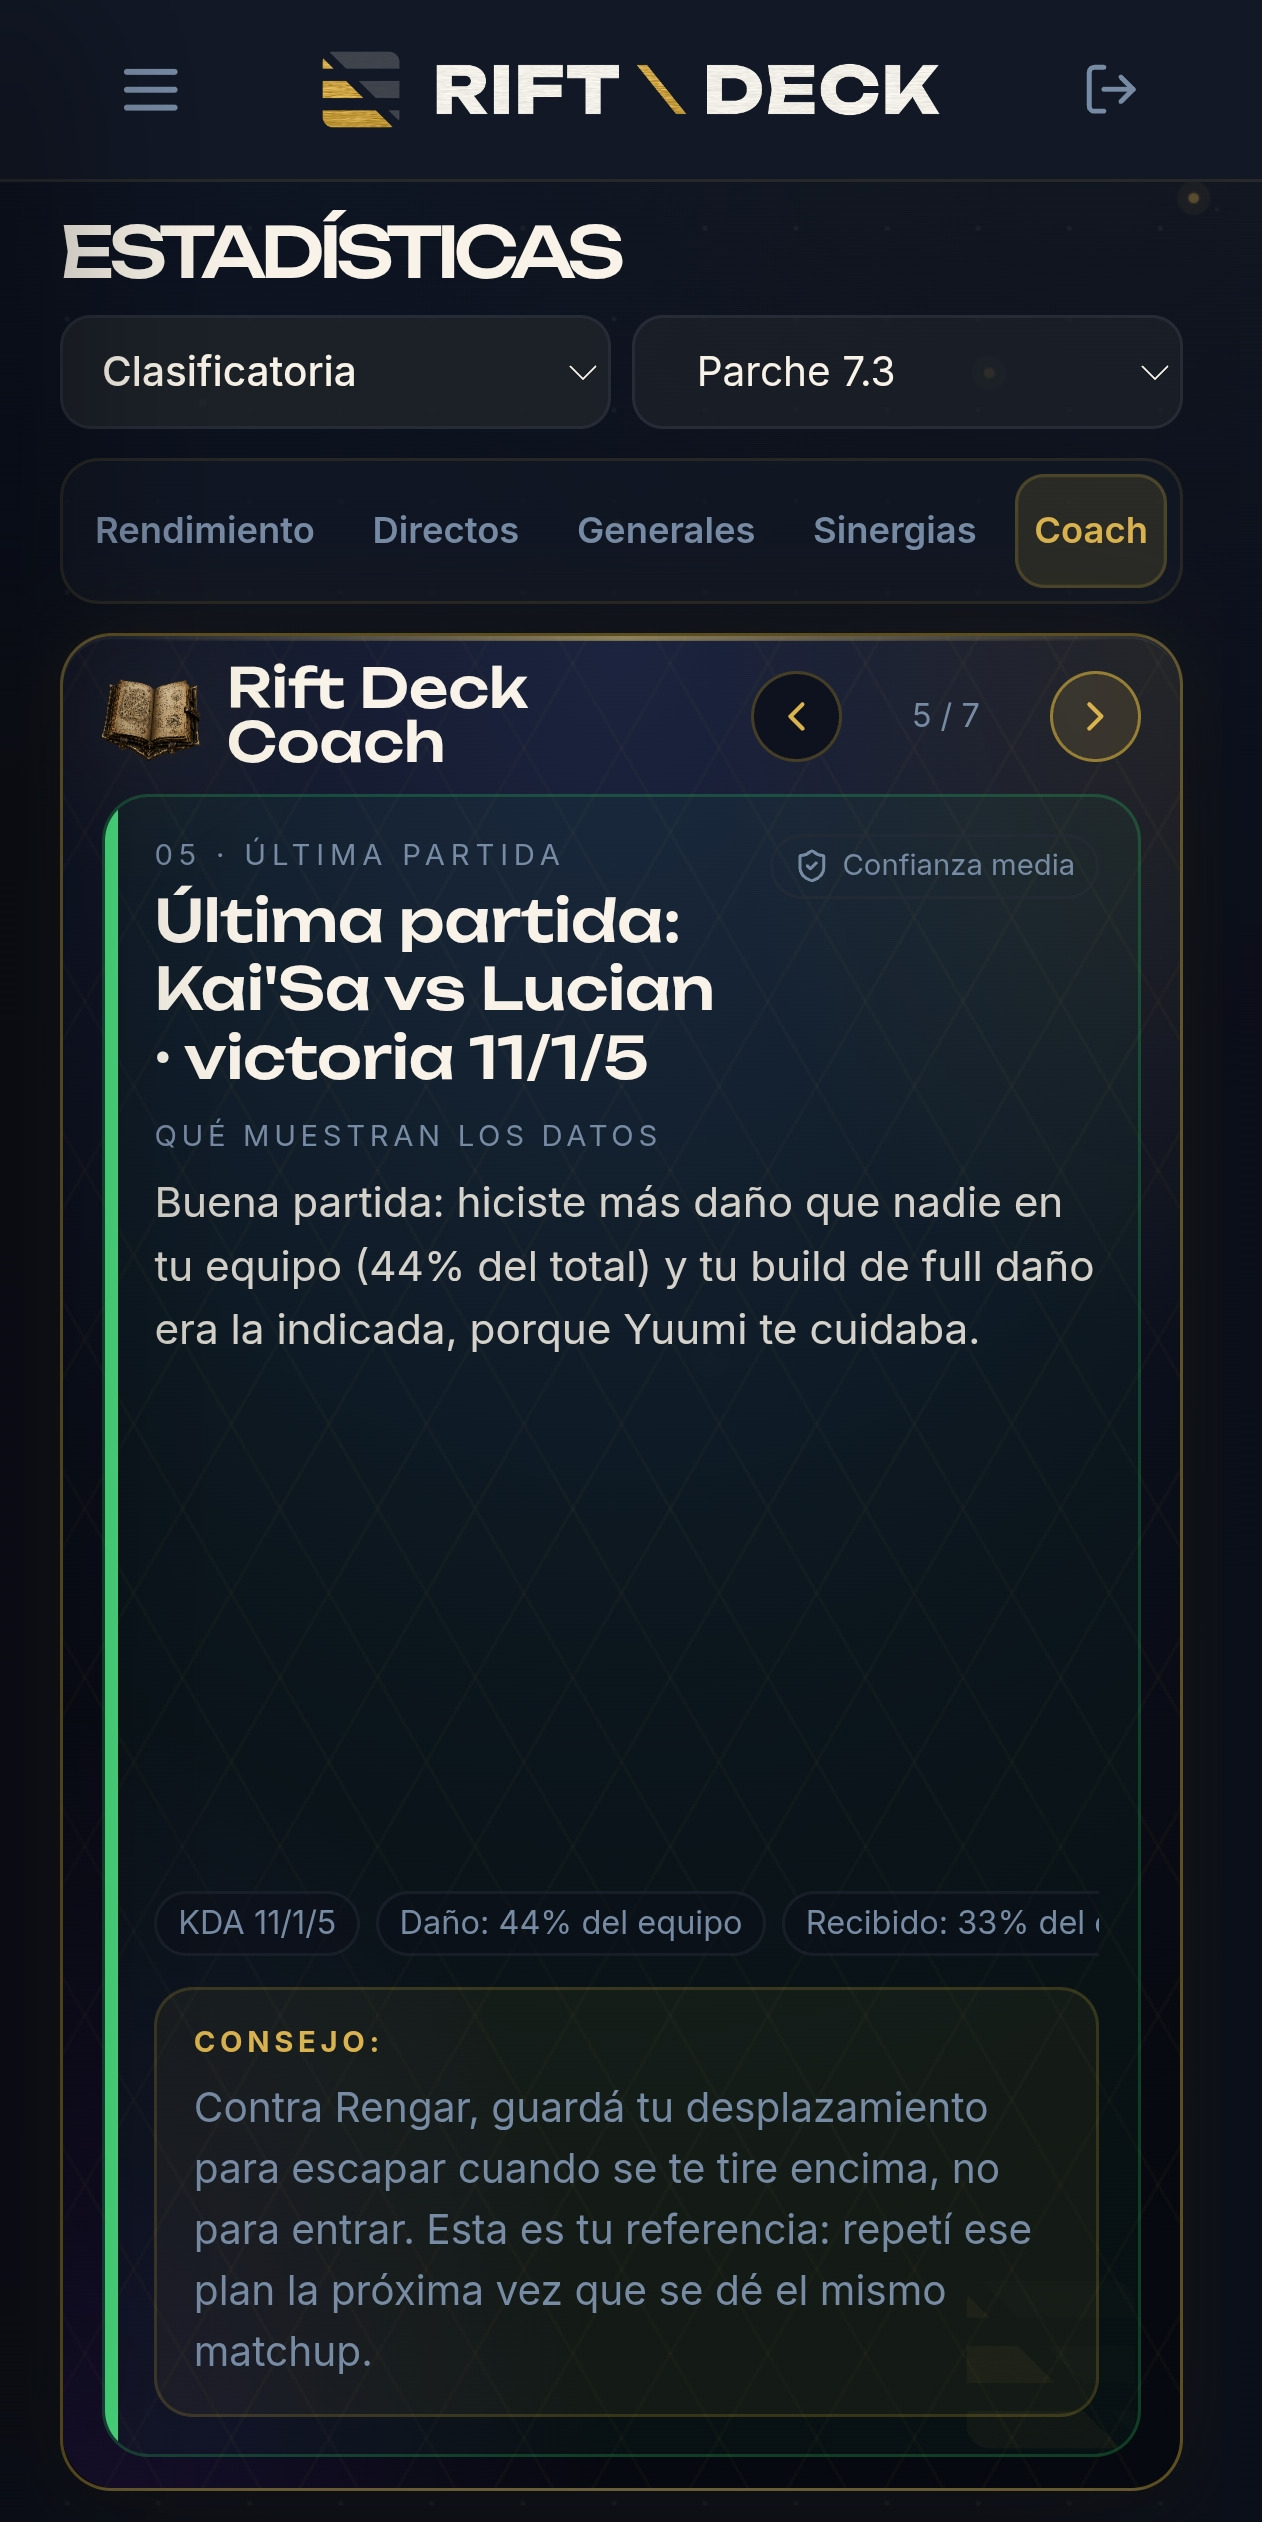 RIFT \ DECK
ESTADÍSTICAS
Clasificatoria
Parche 7.3
Rendimiento
Directos
Generales
Sinergias
Coach
Rift Deck
Coach
5 / 7
05 · ÚLTIMA PARTIDA
Confianza media
Última partida:
Kai'Sa vs Lucian
· victoria 11/1/5
QUÉ MUESTRAN LOS DATOS
Buena partida: hiciste más daño que nadie en
tu equipo (44% del total) y tu build de full daño
era la indicada, porque Yuumi te cuidaba.
KDA 11/1/5
Daño: 44% del equipo
Recibido: 33% del
CONSEJO:
Contra Rengar, guardá tu desplazamiento
para escapar cuando se te tire encima, no
para entrar. Esta es tu referencia: repetí ese
plan la próxima vez que se dé el mismo
matchup.